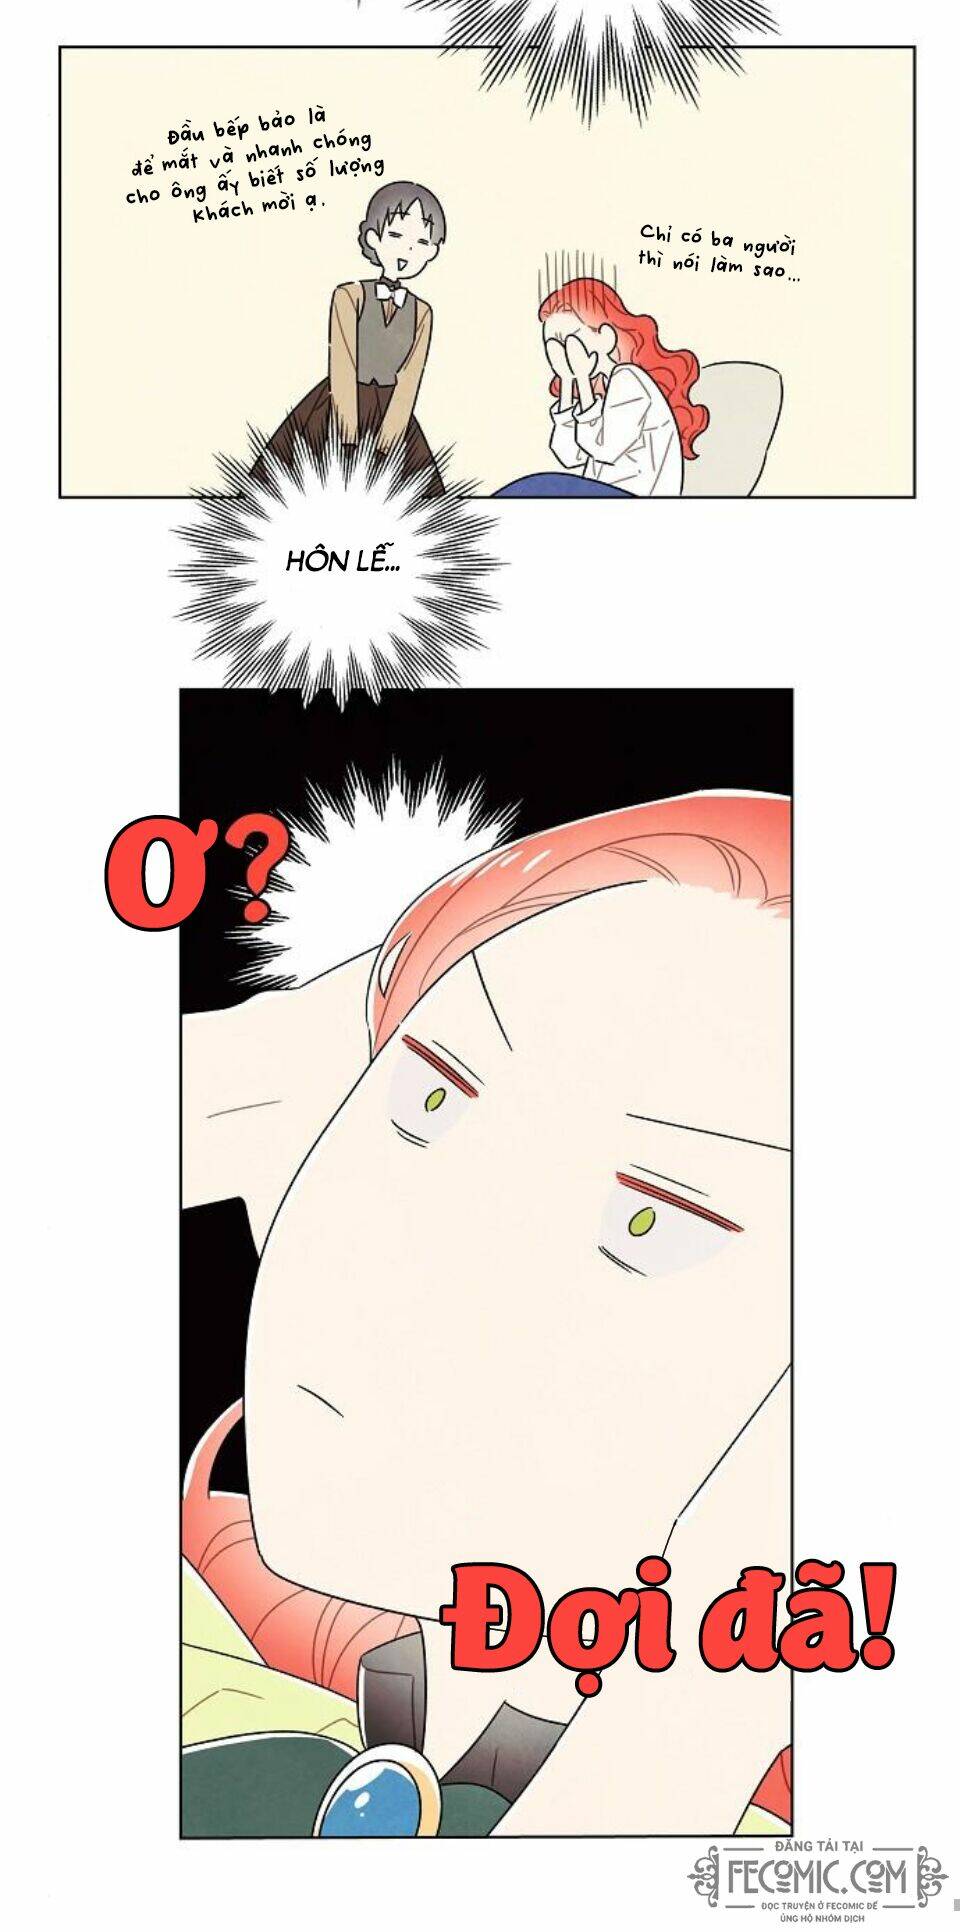 Đầu bếp bảo là
để mắt và nhanh chóng
cho ông ấy biết số lượng
khách mời ạ.
Chỉ có ba người
thì nói làm sao...
HÔN LỄ...
Ơ?
Đợi đã!
ĐĂNG TẢI TẠI
FECOMIC.COM
ĐỌC TRUYỆN Ở FECOMIC ĐỂ
ỦNG HỘ NHÓM DỊCH